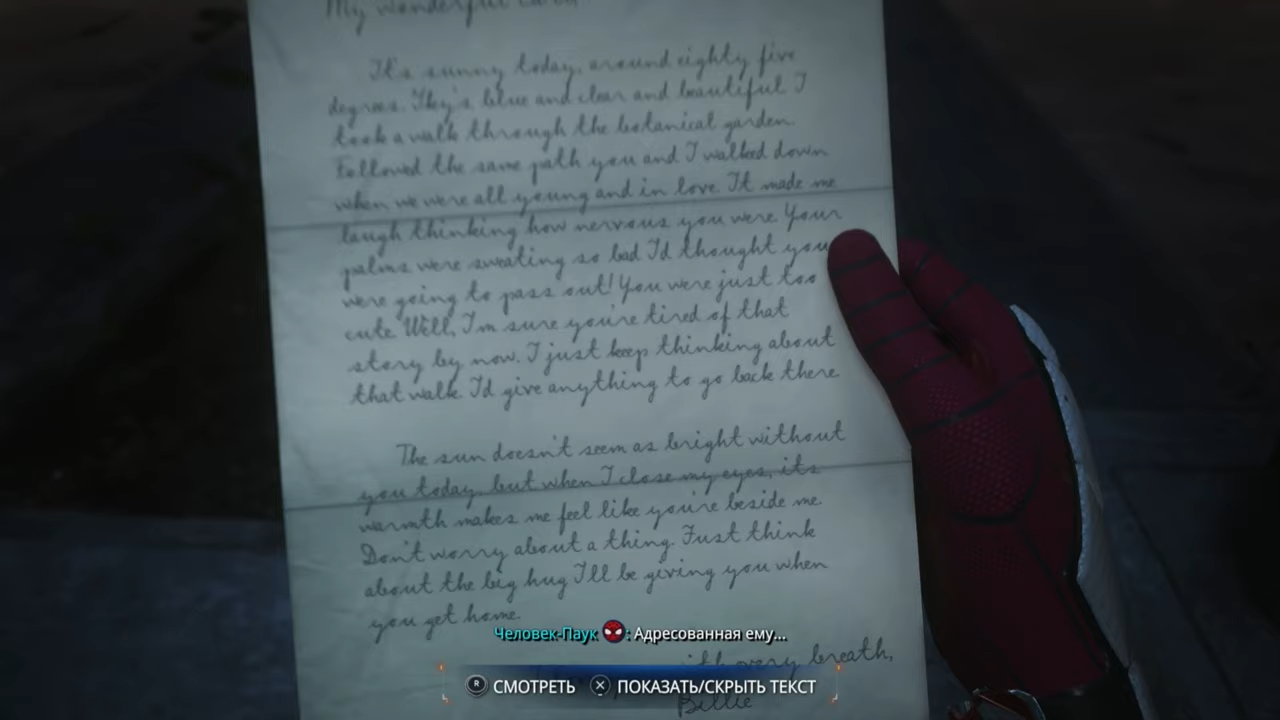 My wonderful
It's sunny today, around eighty five
degrees. Sky's blue and clear and beautiful I
took a walk through the botanical garden.
Followed the same path you and I walked down
when we were all young and in love. It made me
laugh thinking how nervous you were. Your
palms were sweating so bad I'd thought you
were going to pass out! You were just too
cute. Well, I'm sure you're tired of that
story by now. I just keep thinking about
that walk. I'd give anything to go back there
The sun doesn't seem as bright without
you today, but when I close my eyes, its
warmth makes me feel like you're beside me.
Don't worry about a thing. Just think
about the big hug I'll be giving you when
you get home.
Человек-Паук: Адресованная ему...
breath,
R СМОТРЕТЬ X ПОКАЗАТЬ/СКРЫТЬ ТЕКСТ
Billie